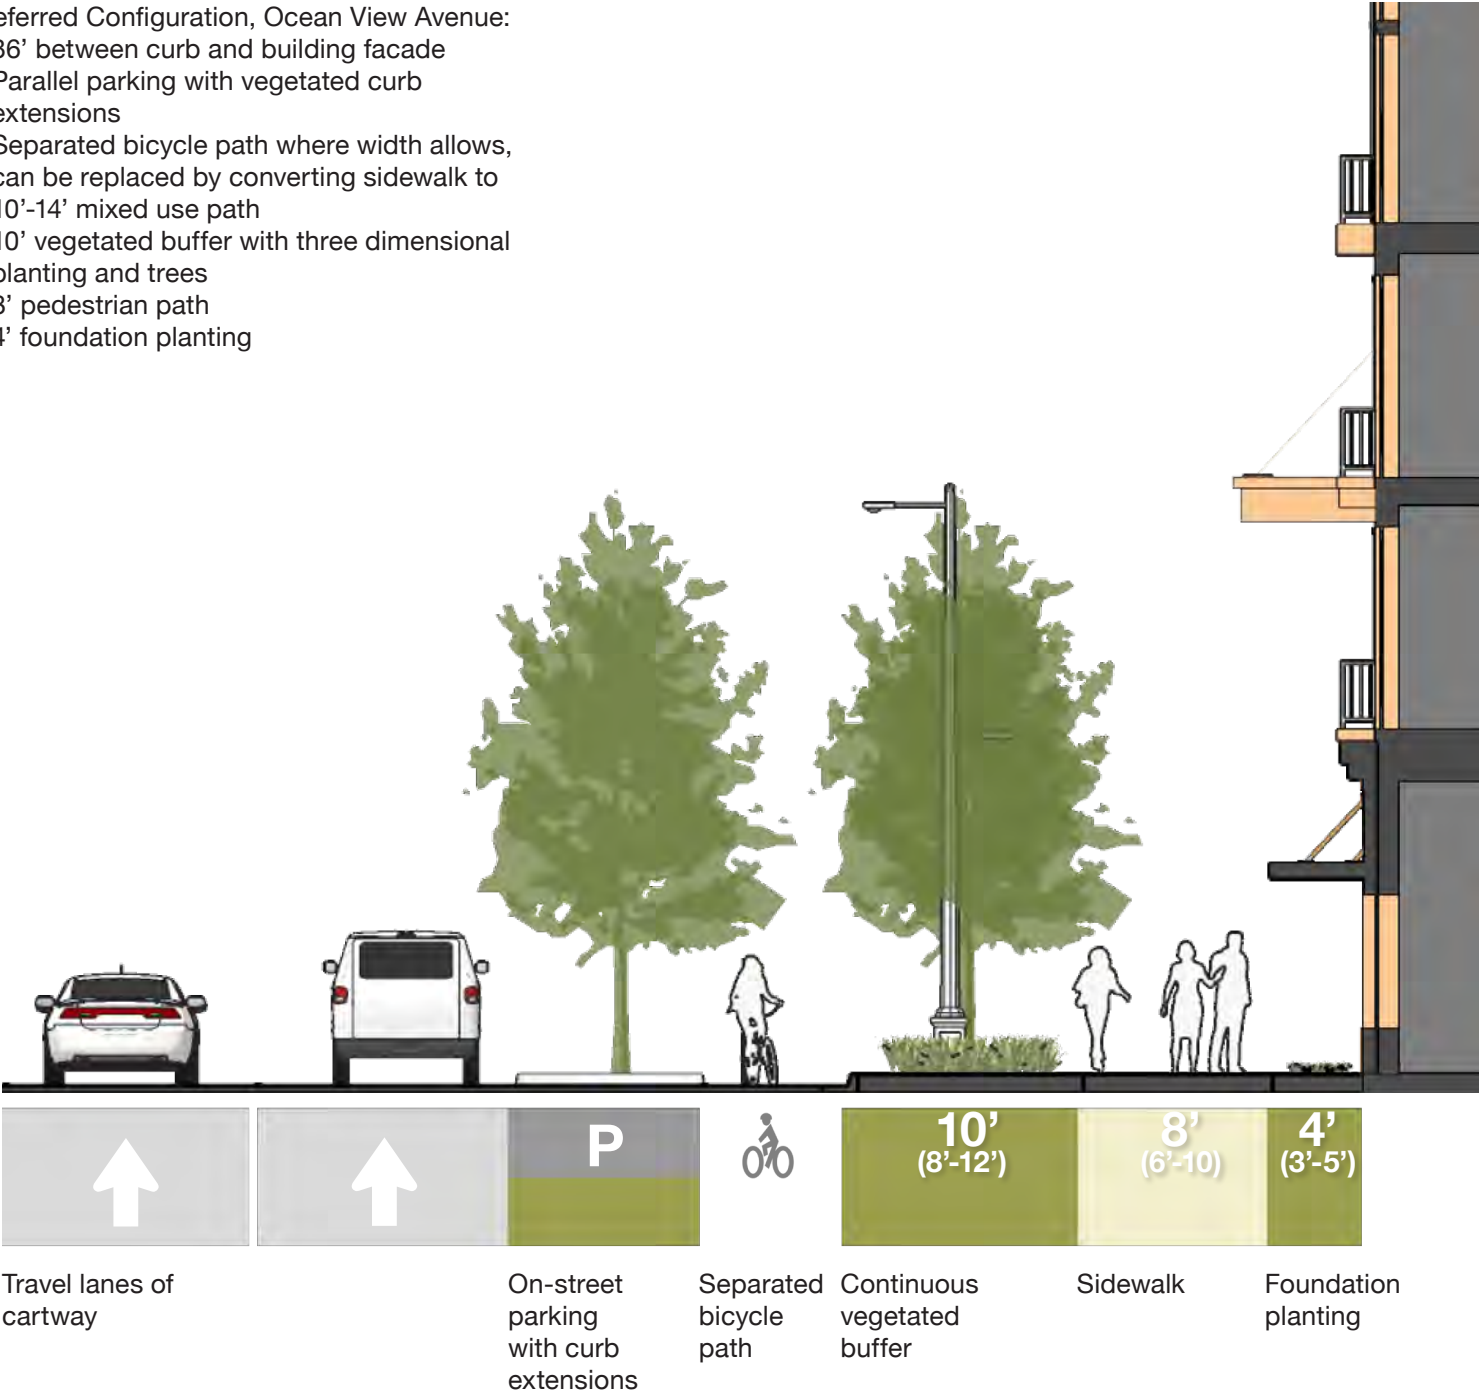 eferred Configuration, Ocean View Avenue:
36’ between curb and building facade
Parallel parking with vegetated curb
extensions
Separated bicycle path where width allows,
can be replaced by converting sidewalk to
10’-14’ mixed use path
10’ vegetated buffer with three dimensional
planting and trees
8’ pedestrian path
4’ foundation planting
P
10’
(8’-12’)
8’
(6’-10)
4’
(3’-5’)
Travel lanes of
cartway
On-street
parking
with curb
extensions
Separated
bicycle
path
Continuous
vegetated
buffer
Sidewalk
Foundation
planting